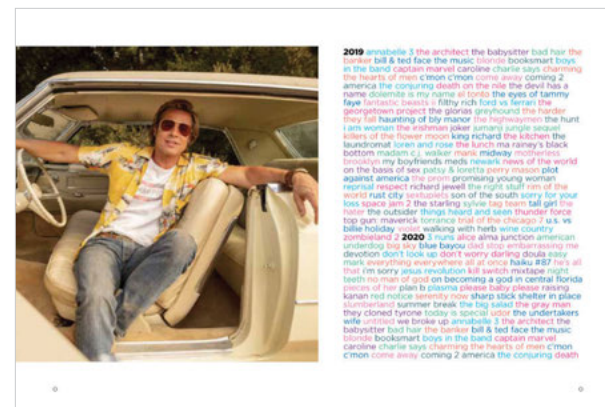 2019 annabelle 3 the architect the babysitter bad hair the
banker bill & ted face the music blonde booksmart boys
in the band captain marvel caroline charlie says charming
the hearts of men c'mon c'mon come away coming 2
america the conjuring death on the nile the devil has a
name dolemite is my name el tonto the eyes of tammy
faye fantastic beasts ii filthy rich ford vs ferrari the
georgetown project the glorias greyhound the harder
they fall haunting of bly manor the highwaymen the hunt
i am woman the irishman joker jumanji jungle sequel
killers of the flower moon king richard the kitchen the
laundromat loren and rose the lunch ma rainey's black
bottom madam c.j. walker mank midway motherless
brooklyn my boyfriends meds newark news of the world
on the basis of sex patsy & loretta perry mason plot
against america the prom promising young woman
reprisal respect richard jewell the right stuff rim of the
world rust city sextuplets son of the south sorry for your
loss space jam 2 the starling sylvie tag team tall girl the
hater the outsider things heard and seen thunder force
top gun: maverick torrance trial of the chicago 7 u.s. vs
billie holiday violet walking with herb wine country
zombieland 2 2020 3 nuns alice alma junction american
underdog big sky blue bayou dad stop embarrassing me
devotion don't look up don't worry darling doula easy
mark everything everywhere all at once haiku #87 he's all
that i'm sorry jesus revolution kill switch mixtape night
teeth no man of god on becoming a god in central florida
pieces of her plan b plasma please baby please raising
kanan red notice serenity now sharp stick shelter in place
slumberland summer break the big salad the gray man
they cloned tyrone today is special udor the undertakers
wife untitled we broke up annabelle 3 the architect the
babysitter bad hair the banker bill & ted face the music
blonde booksmart boys in the band captain marvel
caroline charlie says charming the hearts of men c'mon
c'mon come away coming 2 america the conjuring death